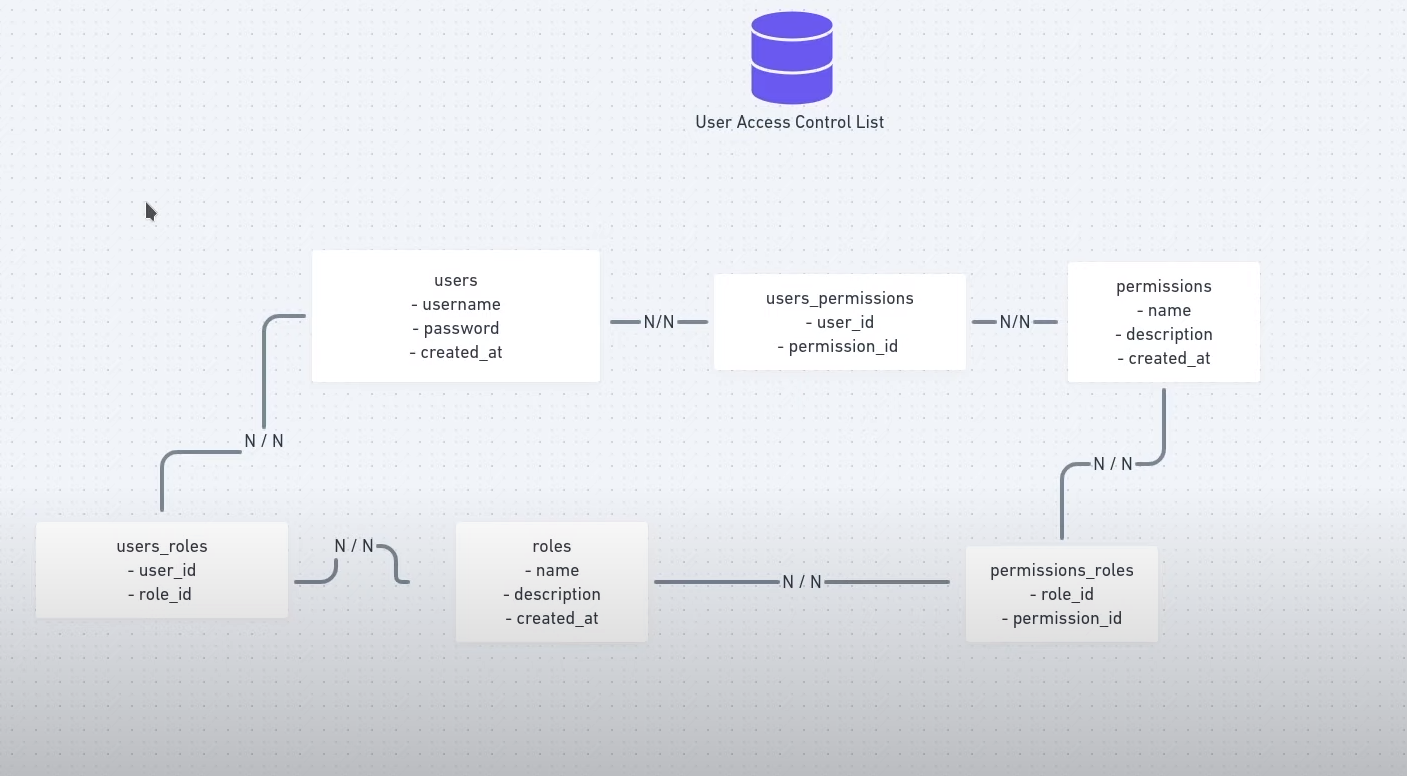 User Access Control List
users
- username
- password
- created_at
N/N
users_permissions
- user_id
- permission_id
N/N
permissions
- name
- description
- created_at
N / N
N / N
users_roles
- user_id
- role_id
N / N
roles
- name
- description
- created_at
N / N
permissions_roles
- role_id
- permission_id